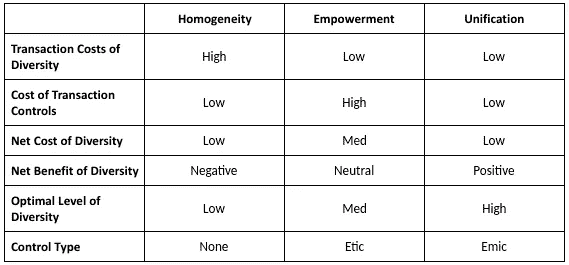 Homogeneity Empowerment Unification
Transaction Costs of
Diversity High Low Low
Cost of Transaction
Controls Low High Low
Net Cost of Diversity Low Med Low
Net Benefit of Diversity Negative Neutral Positive
Optimal Level of
Diversity Low Med High
Control Type None Etic Emic